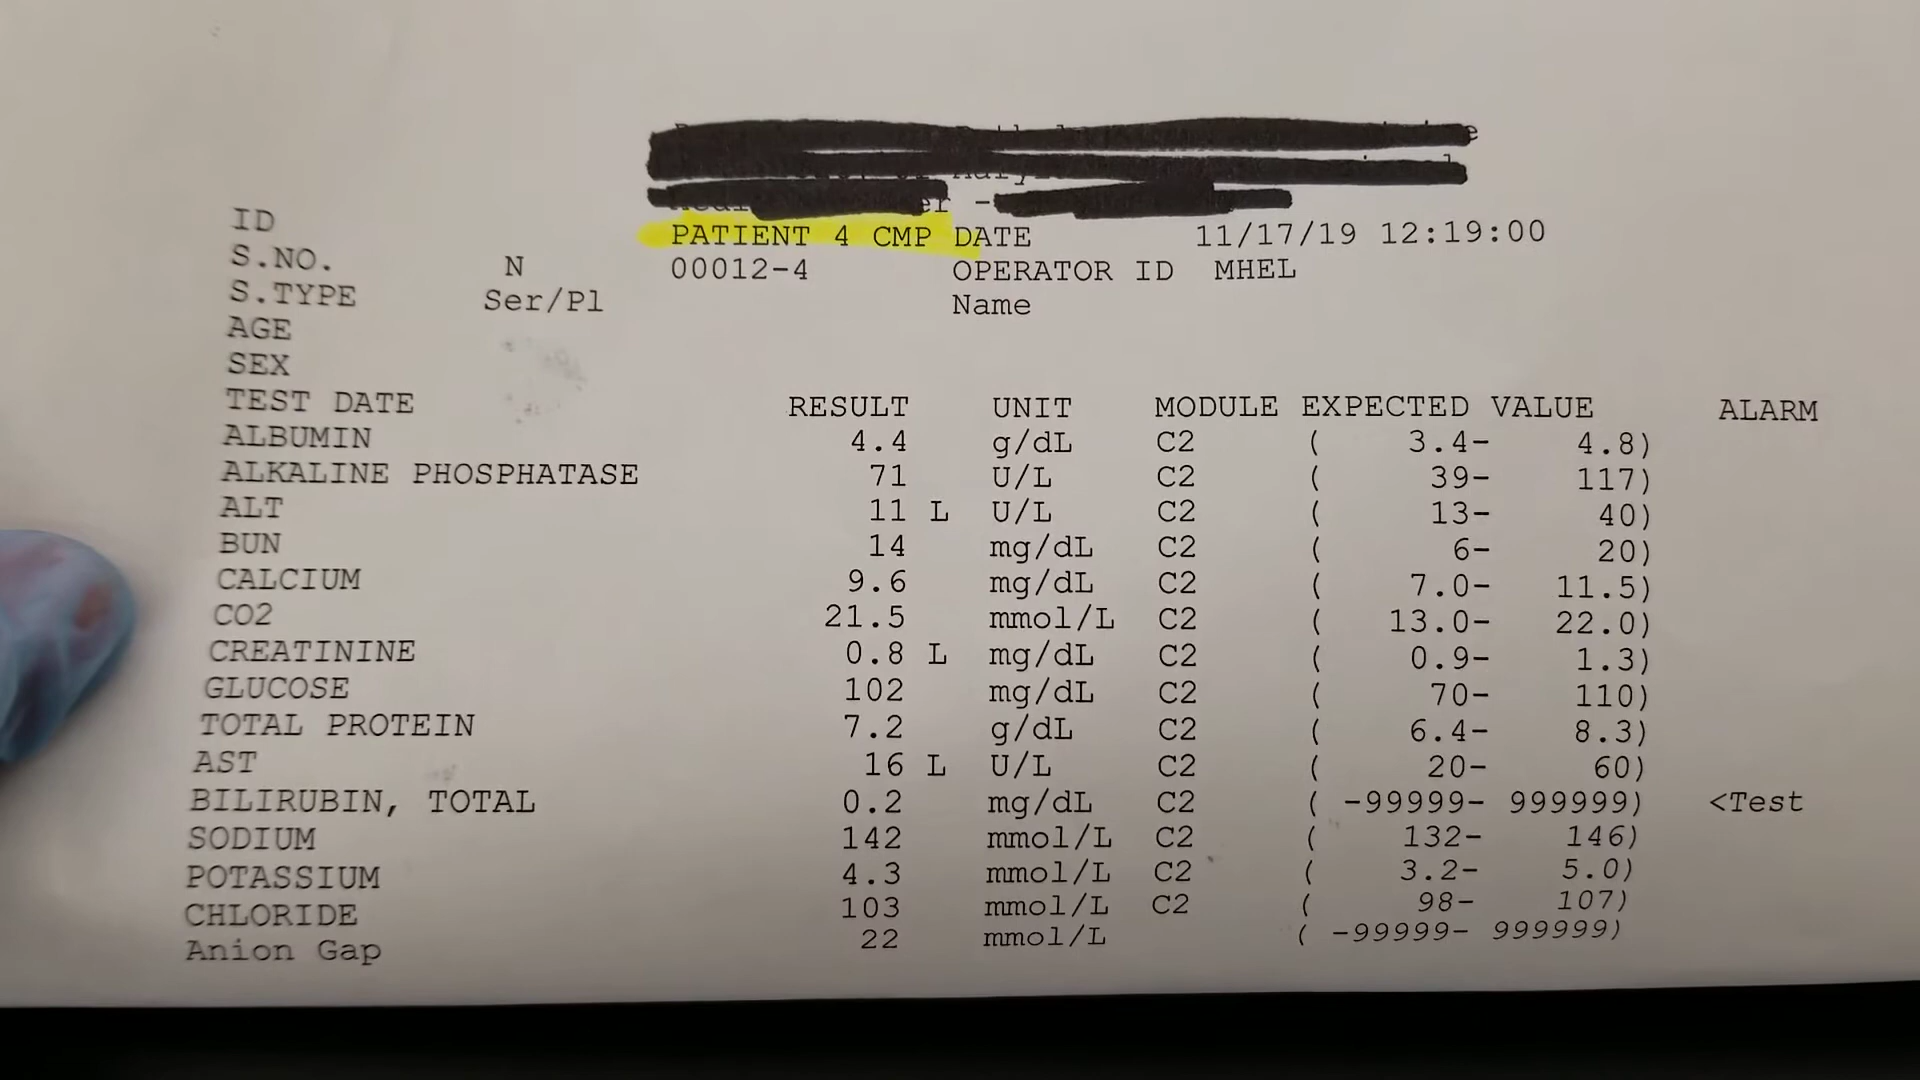 ID PATIENT 4 CMP DATE 11/17/19 12:19:00
S.NO. N 00012-4 OPERATOR ID MHEL
S.TYPE Ser/Pl Name
AGE
SEX
TEST DATE RESULT UNIT MODULE EXPECTED VALUE ALARM
ALBUMIN 4.4 g/dL C2 ( 3.4- 4.8)
ALKALINE PHOSPHATASE 71 U/L C2 ( 39- 117)
ALT 11 L U/L C2 ( 13- 40)
BUN 14 mg/dL C2 ( 6- 20)
CALCIUM 9.6 mg/dL C2 ( 7.0- 11.5)
CO2 21.5 mmol/L C2 ( 13.0- 22.0)
CREATININE 0.8 L mg/dL C2 ( 0.9- 1.3)
GLUCOSE 102 mg/dL C2 ( 70- 110)
TOTAL PROTEIN 7.2 g/dL C2 ( 6.4- 8.3)
AST 16 L U/L C2 ( 20- 60)
BILIRUBIN, TOTAL 0.2 mg/dL C2 ( -99999- 999999) <Test
SODIUM 142 mmol/L C2 ( 132- 146)
POTASSIUM 4.3 mmol/L C2 ( 3.2- 5.0)
CHLORIDE 103 mmol/L C2 ( 98- 107)
Anion Gap 22 mmol/L ( -99999- 999999)